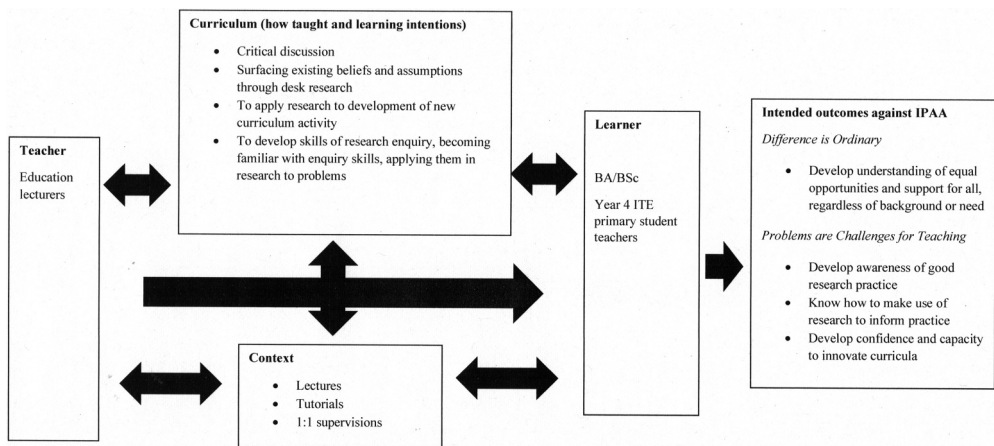 Curriculum (how taught and learning intentions)
• Critical discussion
• Surfacing existing beliefs and assumptions
through desk research
• To apply research to development of new
curriculum activity
• To develop skills of research enquiry, becoming
familiar with enquiry skills, applying them in
research to problems
Teacher
Education
lecturers
Learner
BA/BSc
Year 4 ITE
primary student
teachers
Intended outcomes against IPAA
Difference is Ordinary
• Develop understanding of equal
opportunities and support for all,
regardless of background or need
Problems are Challenges for Teaching
• Develop awareness of good
research practice
• Know how to make use of
research to inform practice
• Develop confidence and capacity
to innovate curricula
Context
• Lectures
• Tutorials
• 1:1 supervisions